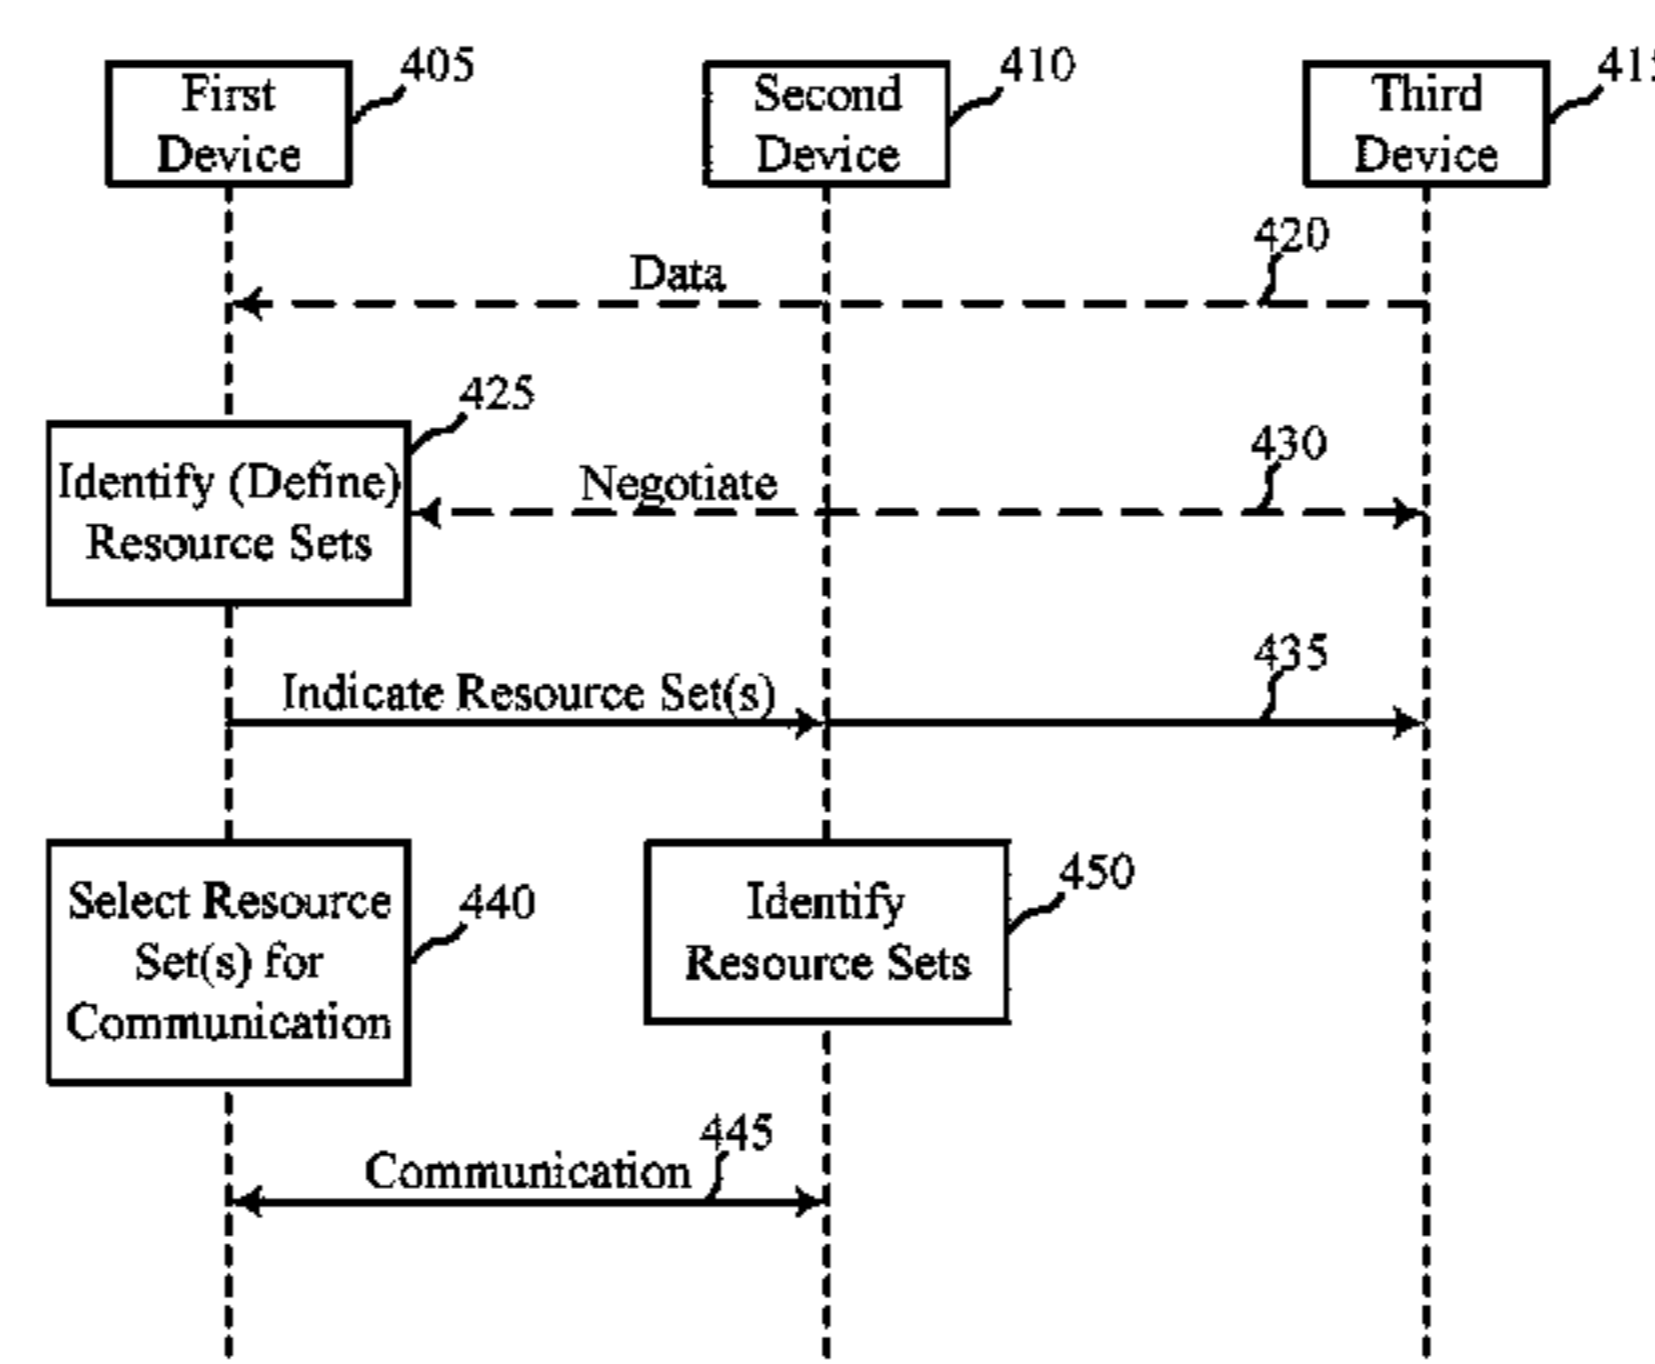 405
410
415
First
Device
Second
Device
Third
Device
420
Data
425
430
Identify (Define)
Resource Sets
Negotiate
435
Indicate Resource Set(s)
Select Resource
Set(s) for
Communication
440
Identify
Resource Sets
450
445
Communication